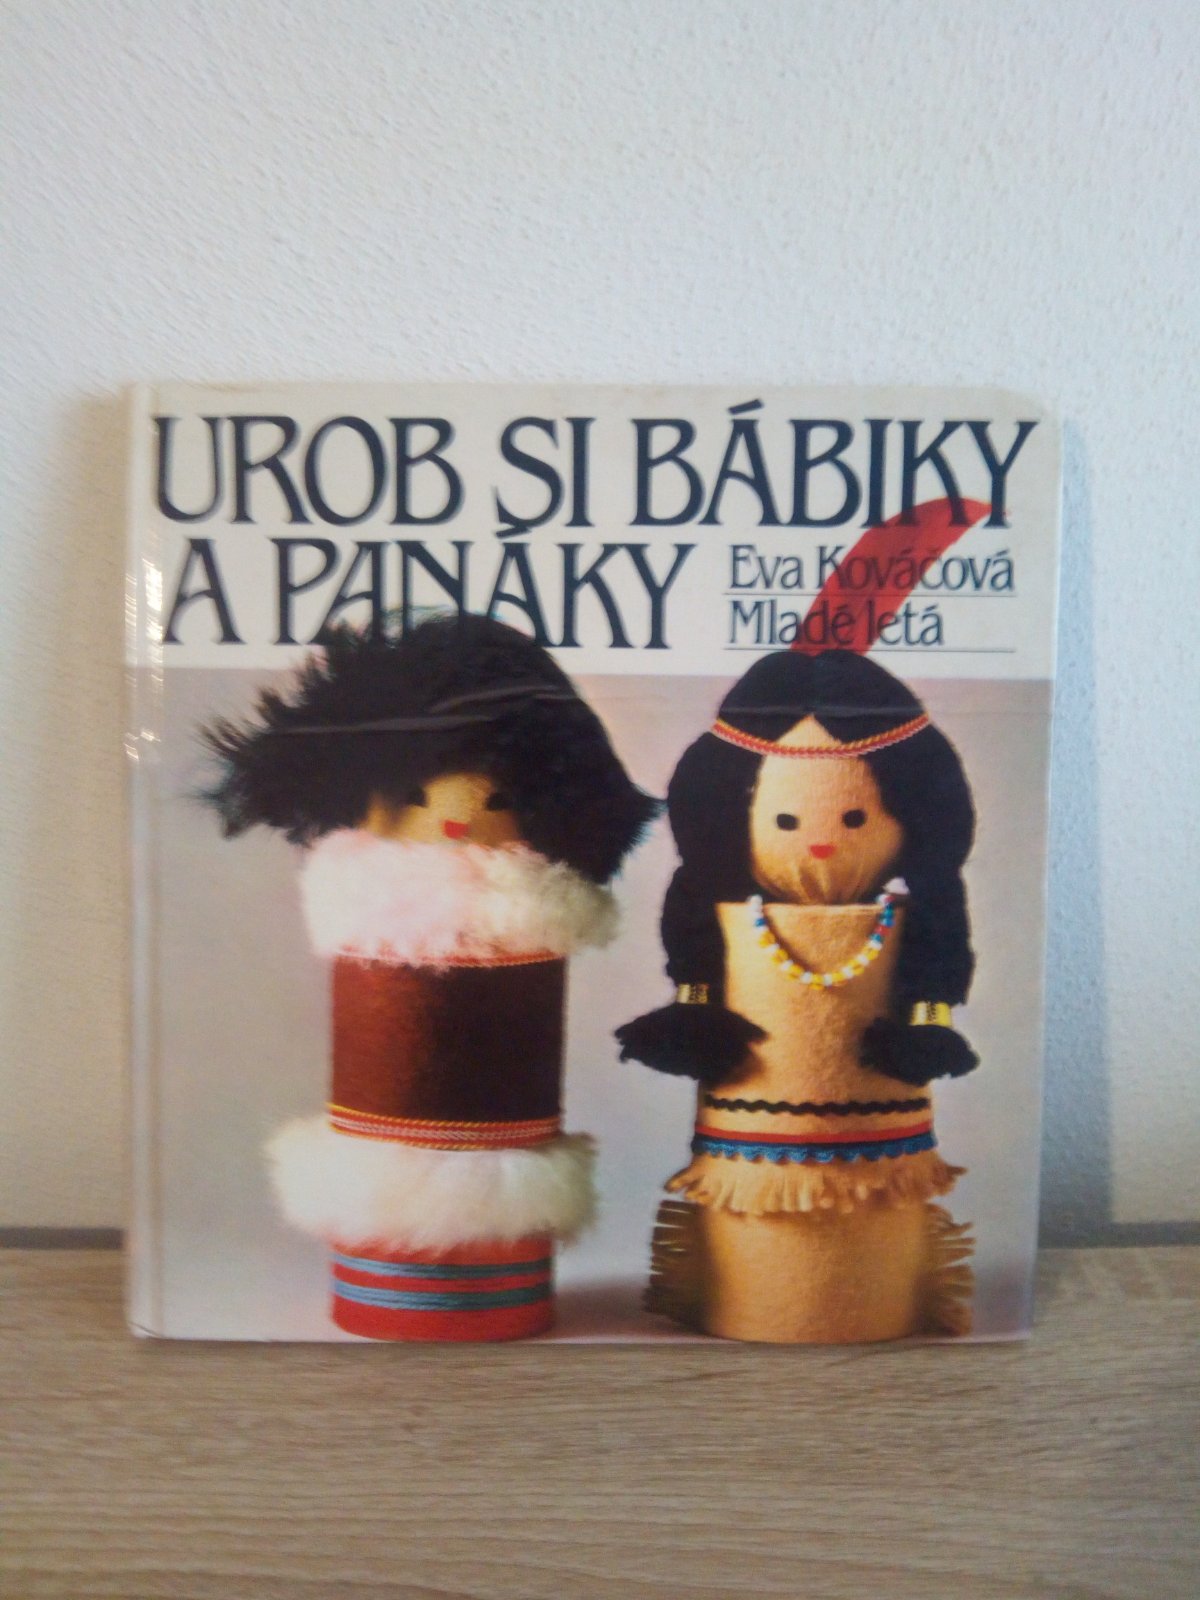 UROB SI BÁBIKY
A PANÁKY
Eva Kováčová
Mladé letá